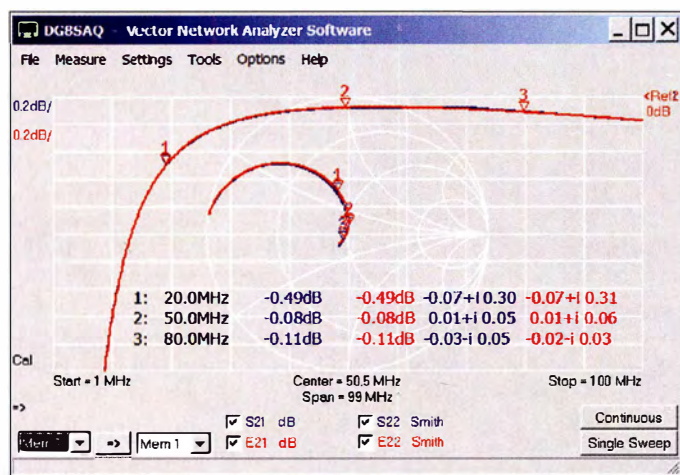 DG8SAQ - Vector Network Analyzer Software
File Measure Settings Tools Options Help
0.2dB/
0.2dB/
1
2
3
<Ref2
0dB
1
2
1: 20.0MHz -0.49dB -0.49dB -0.07+i 0.30 -0.07+i 0.31
2: 50.0MHz -0.08dB -0.08dB 0.01+i 0.05 0.01+i 0.06
3: 80.0MHz -0.11dB -0.11dB -0.03-i 0.05 -0.02-i 0.03
Cal
Start = 1 MHz
Center = 50.5 MHz
Span = 99 MHz
Stop = 100 MHz
=>
S21 dB
S22 Smith
Continuous
Mem
=>
Mem 1
E21 dB
E22 Smith
Single Sweep